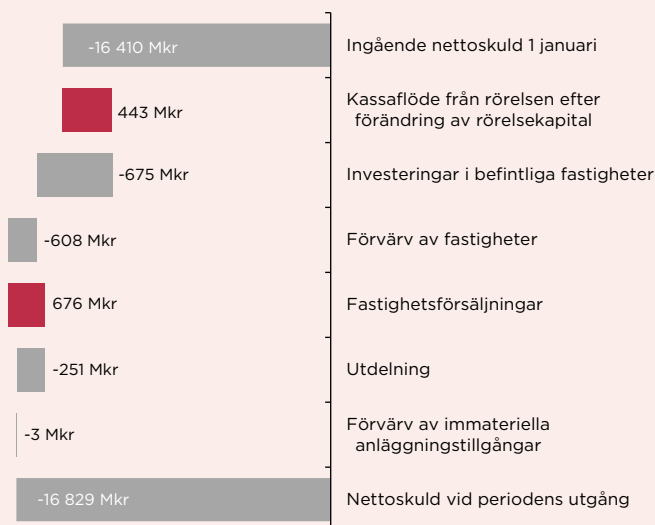 -16 410 Mkr Ingående nettoskuld 1 januari
443 Mkr Kassaflöde från rörelsen efter
förändring av rörelsekapital
-675 Mkr Investeringar i befintliga fastigheter
-608 Mkr Förvärv av fastigheter
676 Mkr Fastighetsförsäljningar
-251 Mkr Utdelning
-3 Mkr Förvärv av immateriella
anläggningstillgångar
-16 829 Mkr Nettoskuld vid periodens utgång